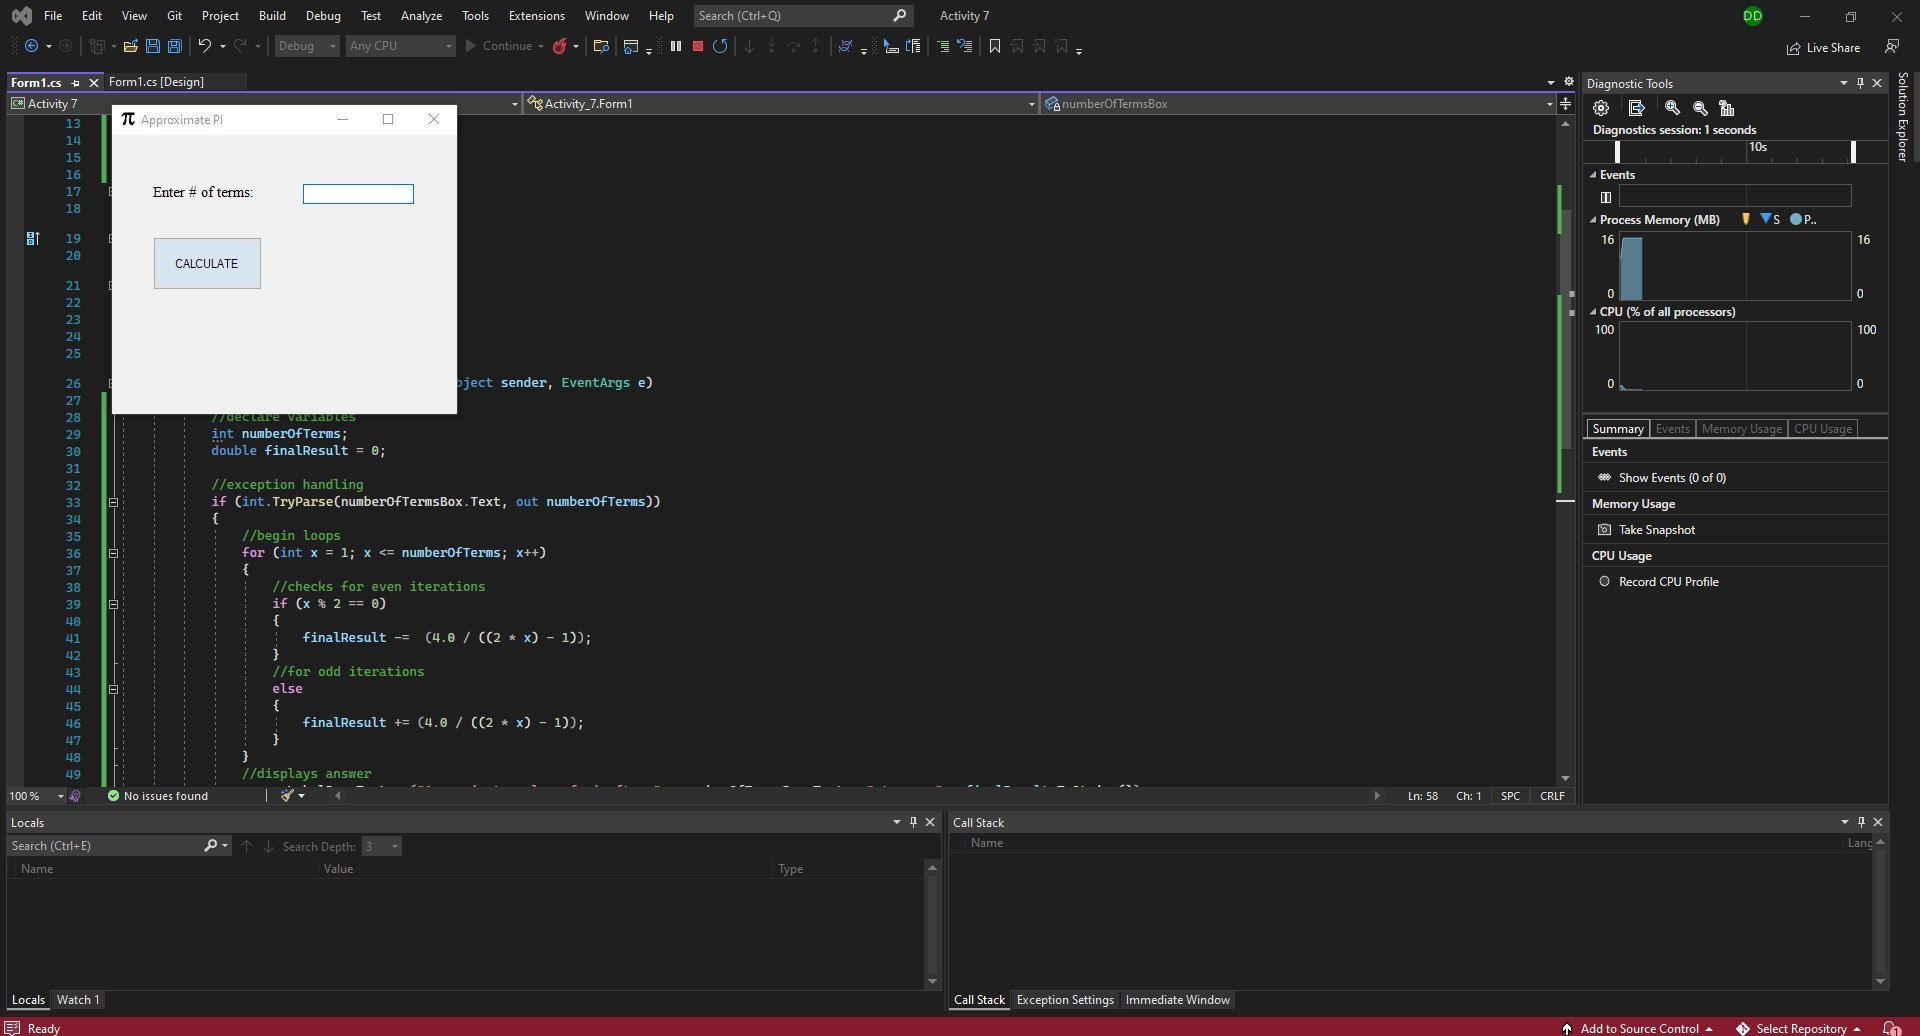 File Edit View Git Project Build Debug Test Analyze Tools Extensions Window Help Search (Ctrl+Q) Activity 7 DD
Debug Any CPU Continue Live Share
Form1.cs Form1.cs [Design]
C# Activity 7 Activity_7.Form1 numberOfTermsBox
Approximate PI
Enter # of terms:
CALCULATE
13
14
15
16
17
18
19
20
21
22
23
24
25
26 bject sender, EventArgs e)
27
28 //declare variables
29 int numberOfTerms;
30 double finalResult = 0;
31
32 //exception handling
33 if (int.TryParse(numberOfTermsBox.Text, out numberOfTerms))
34 {
35 //begin loops
36 for (int x = 1; x <= numberOfTerms; x++)
37 {
38 //checks for even iterations
39 if (x % 2 == 0)
40 {
41 finalResult -= (4.0 / ((2 * x) - 1));
42 }
43 //for odd iterations
44 else
45 {
46 finalResult += (4.0 / ((2 * x) - 1));
47 }
48 }
49 //displays answer
100 % No issues found Ln: 58 Ch: 1 SPC CRLF
Diagnostic Tools
Diagnostics session: 1 seconds
10s
Events
Process Memory (MB) S P..
16 16
0 0
CPU (% of all processors)
100 100
0 0
Summary Events Memory Usage CPU Usage
Events
Show Events (0 of 0)
Memory Usage
Take Snapshot
CPU Usage
Record CPU Profile
Solution Explorer
Locals
Search (Ctrl+E) Search Depth: 3
Name Value Type
Locals Watch 1
Call Stack
Name Lang
Call Stack Exception Settings Immediate Window
Ready Add to Source Control Select Repository 1